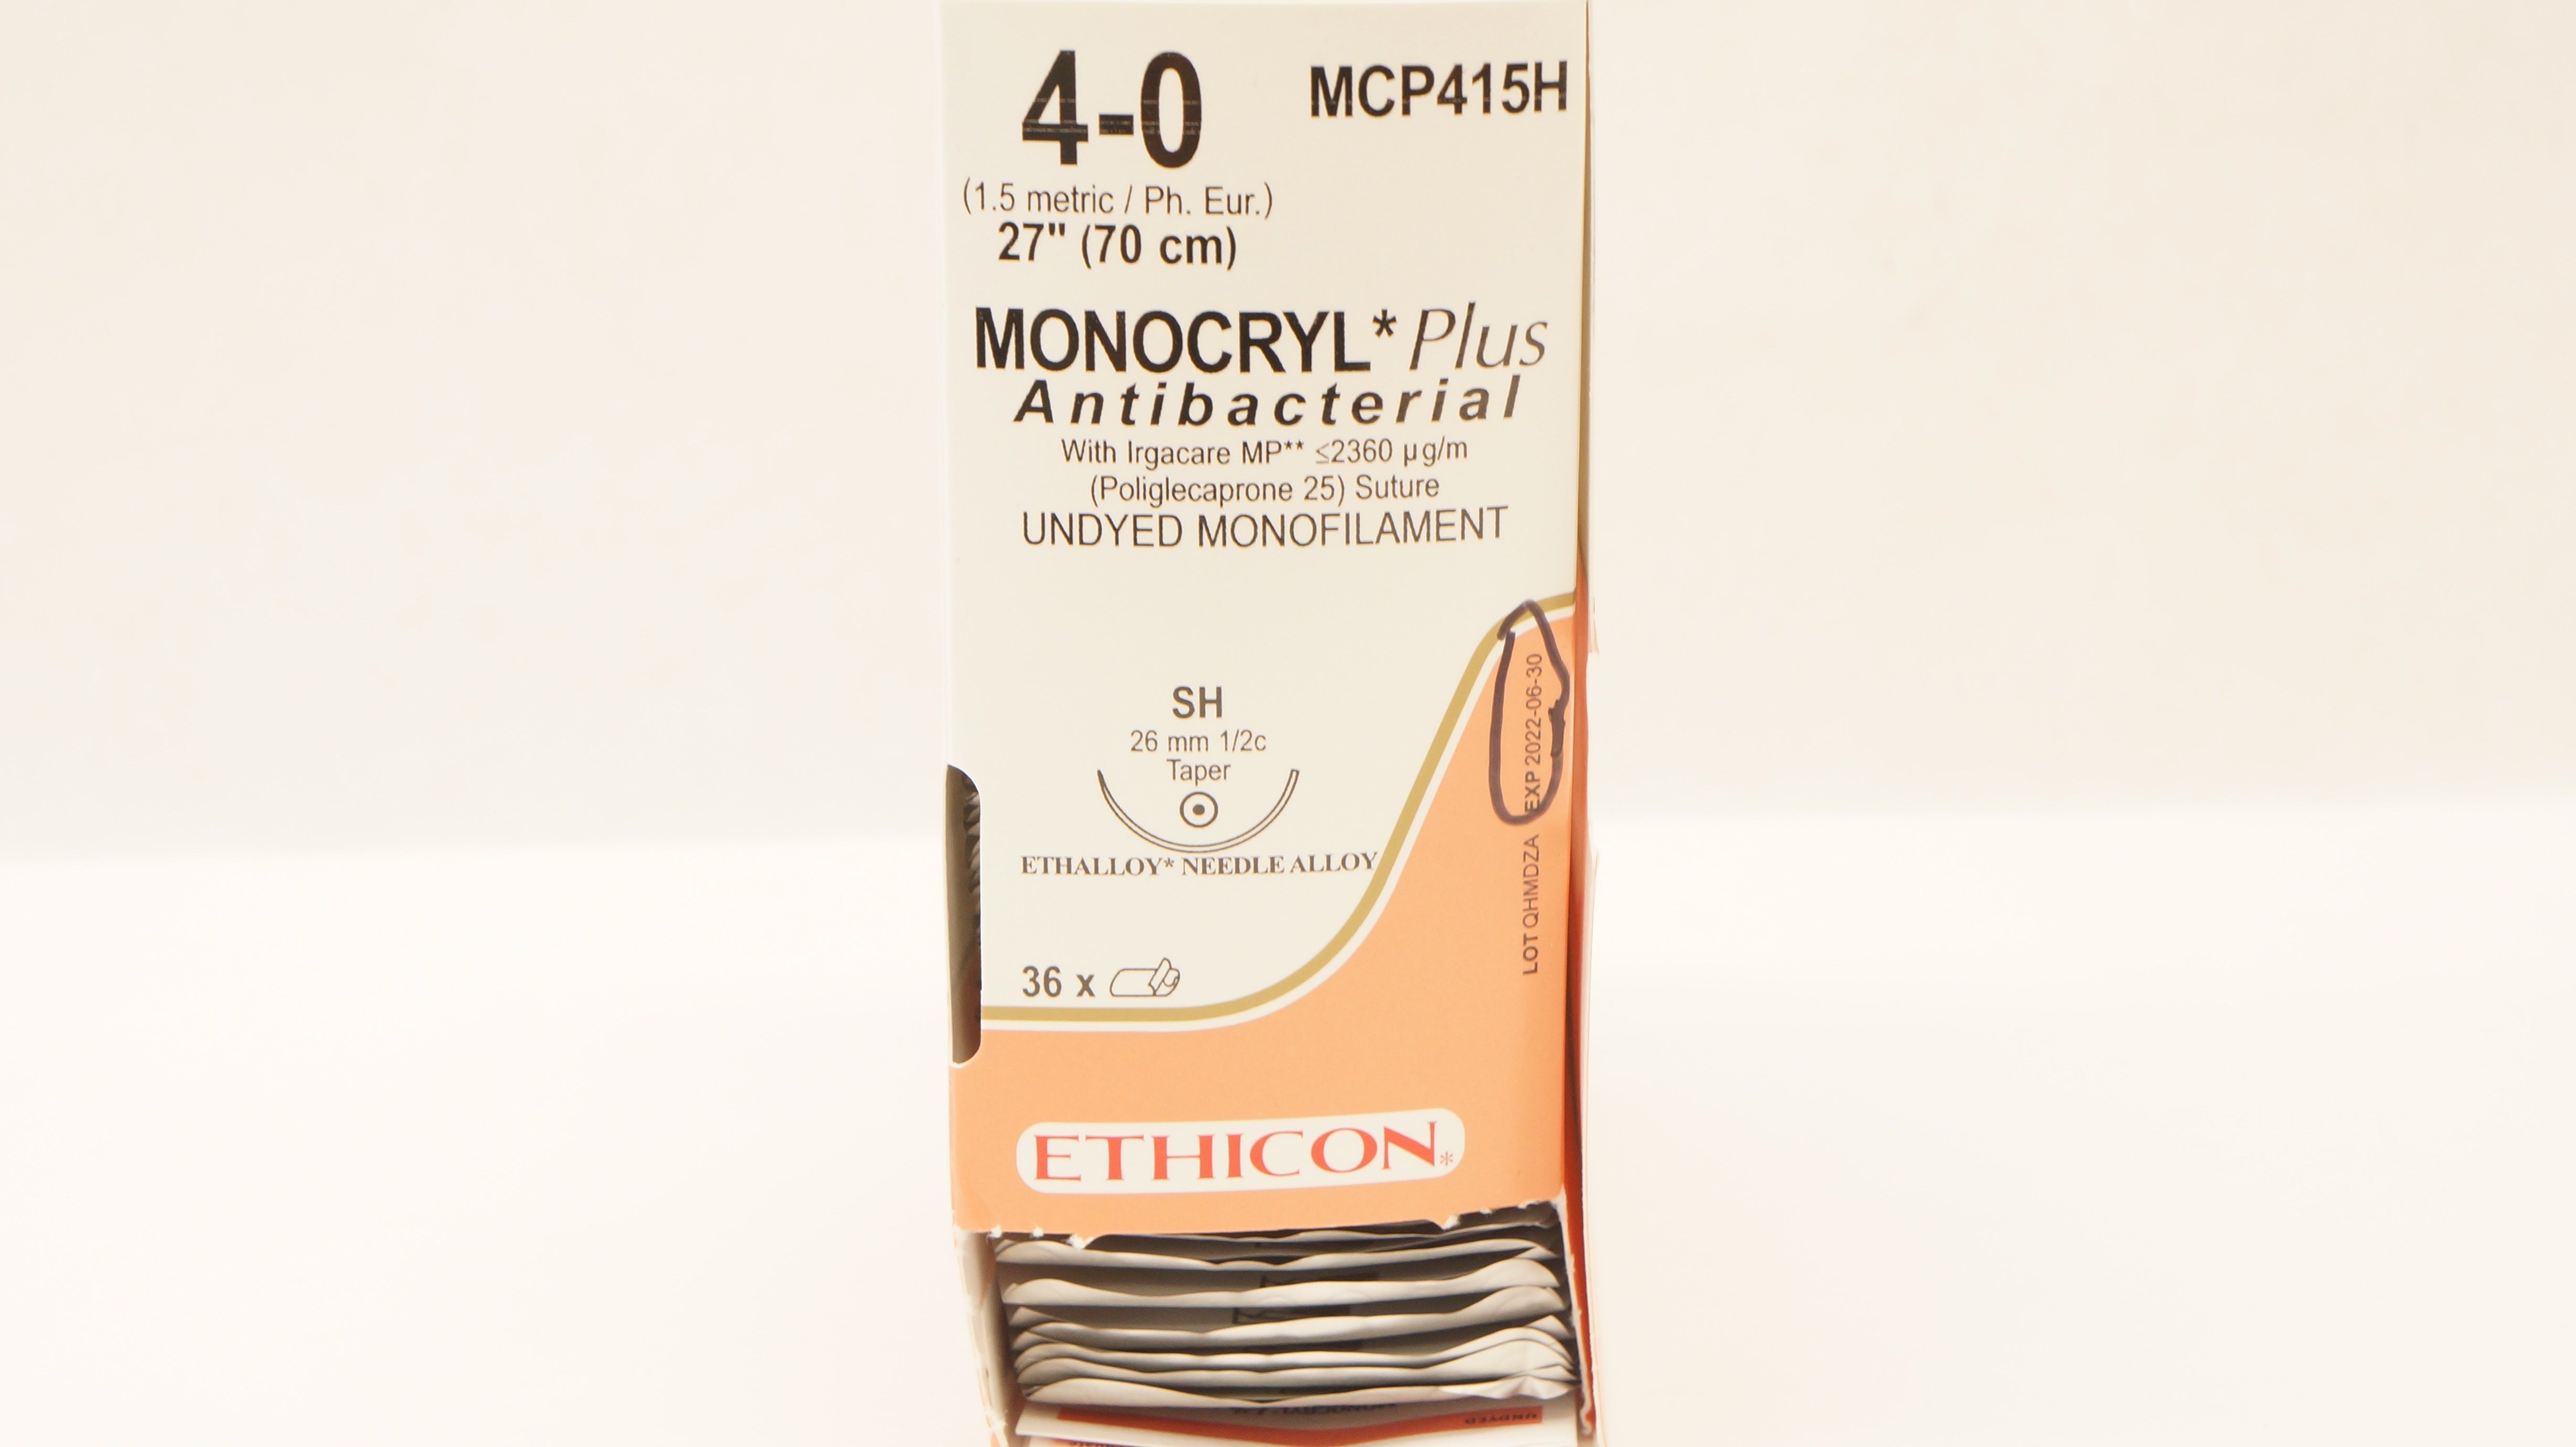 4-0
MCP415H
(1.5 metric / Ph. Eur.)
27" (70 cm)
MONOCRYL* Plus
Antibacterial
With Irgacare MP** ≤2360 µg/m
(Poliglecaprone 25) Suture
UNDYED MONOFILAMENT
SH
26 mm 1/2c
Taper
ETHALLOY* NEEDLE ALLOY
36 x
LOT QHMDZA EXP 2022-06-30
ETHICON*
UNDYED